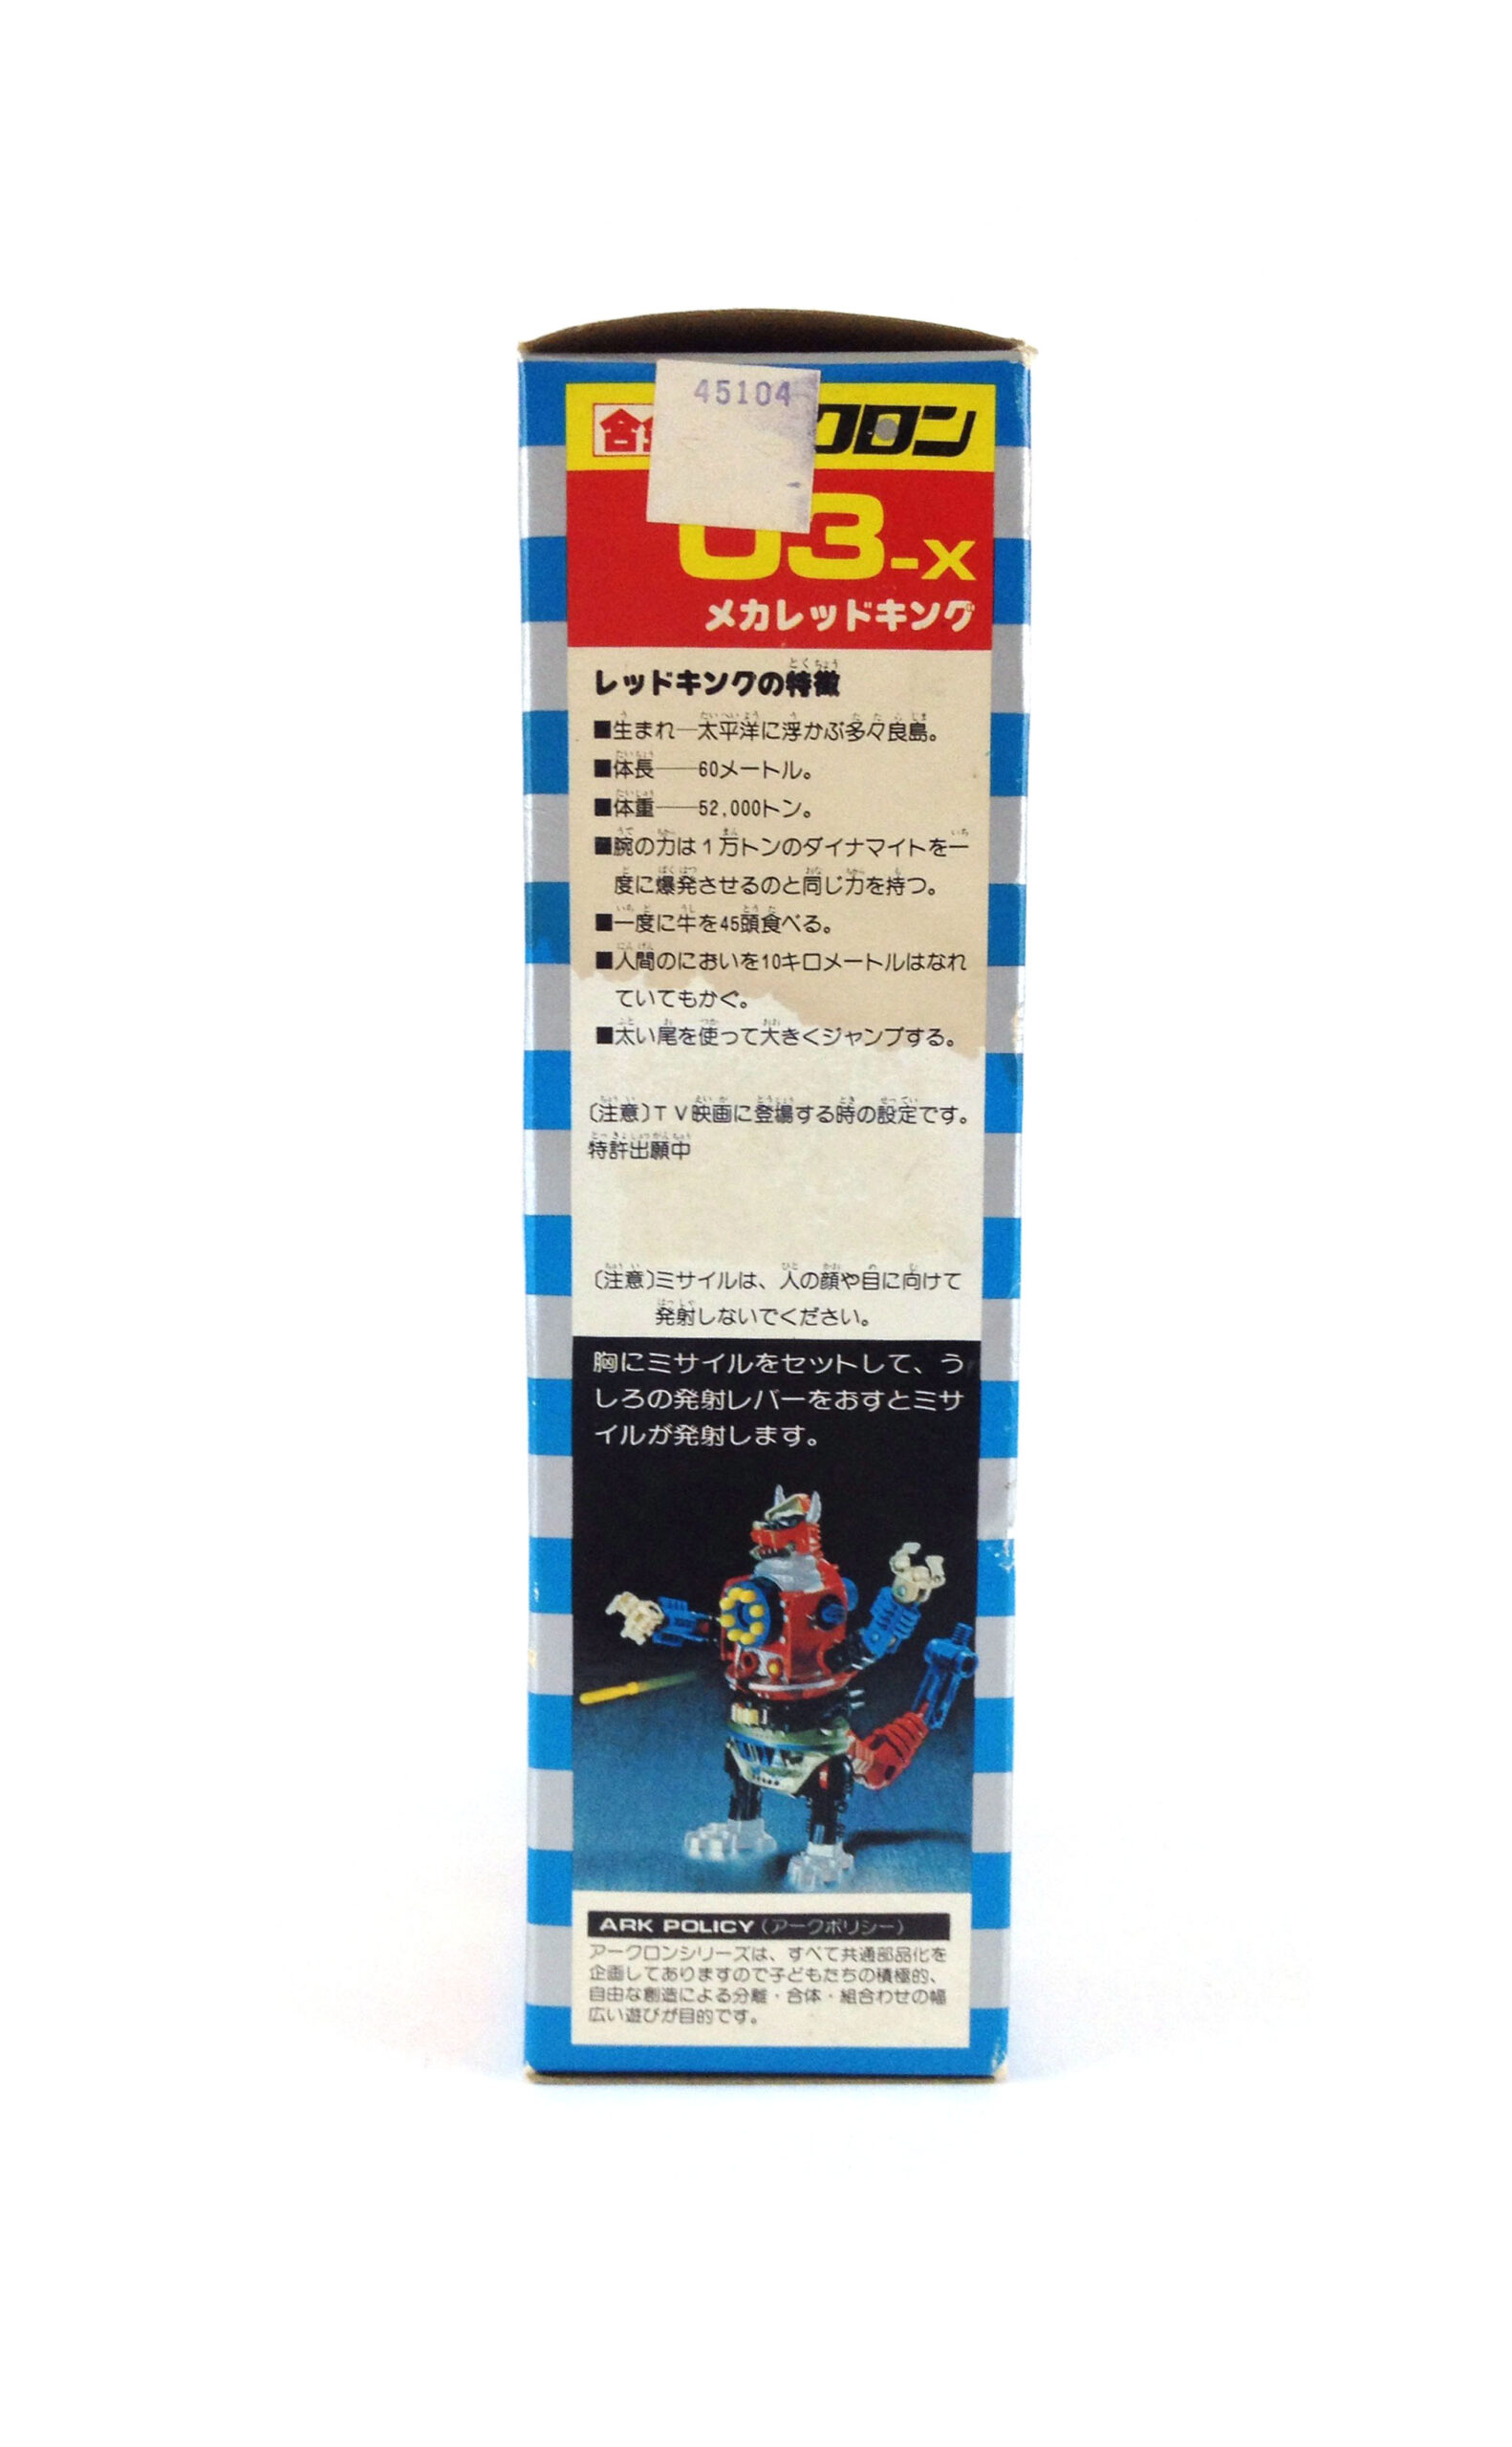 45104
合 クロン
03-X
メカレッドキング
レッドキングの特徴
■生まれ─太平洋に浮かぶ多々良島。
■体長──60メートル。
■体重──52,000トン。
■腕の力は1万トンのダイナマイトを一
度に爆発させるのと同じ力を持つ。
■一度に牛を45頭食べる。
■人間のにおいを10キロメートルはなれ
ていてもかぐ。
■太い尾を使って大きくジャンプする。
〔注意〕TV映画に登場する時の設定です。
特許出願中
〔注意〕ミサイルは、人の顔や目に向けて
発射しないでください。
胸にミサイルをセットして、う
しろの発射レバーをおすとミサ
イルが発射します。
ARK POLICY（アークポリシー）
アークロンシリーズは、すべて共通部品化を
企画してありますので子どもたちの積極的、
自由な創造による分離・合体・組合わせの幅
広い遊びが目的です。